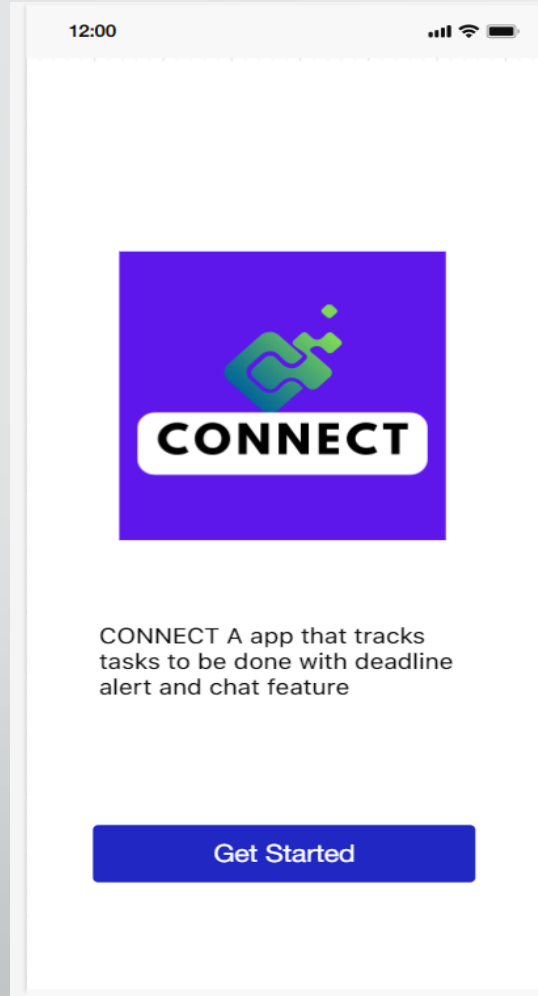 12:00
CONNECT
CONNECT A app that tracks
tasks to be done with deadline
alert and chat feature
Get Started